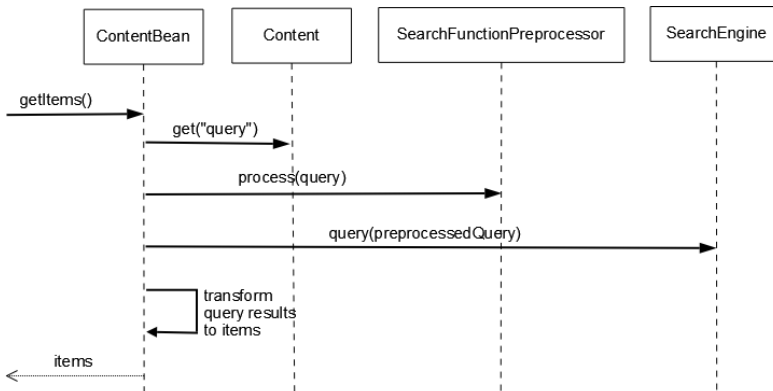 ContentBean
Content
SearchFunctionPreprocessor
SearchEngine
getItems()
get("query")
process(query)
query(preprocessedQuery)
transform
query results
to items
items